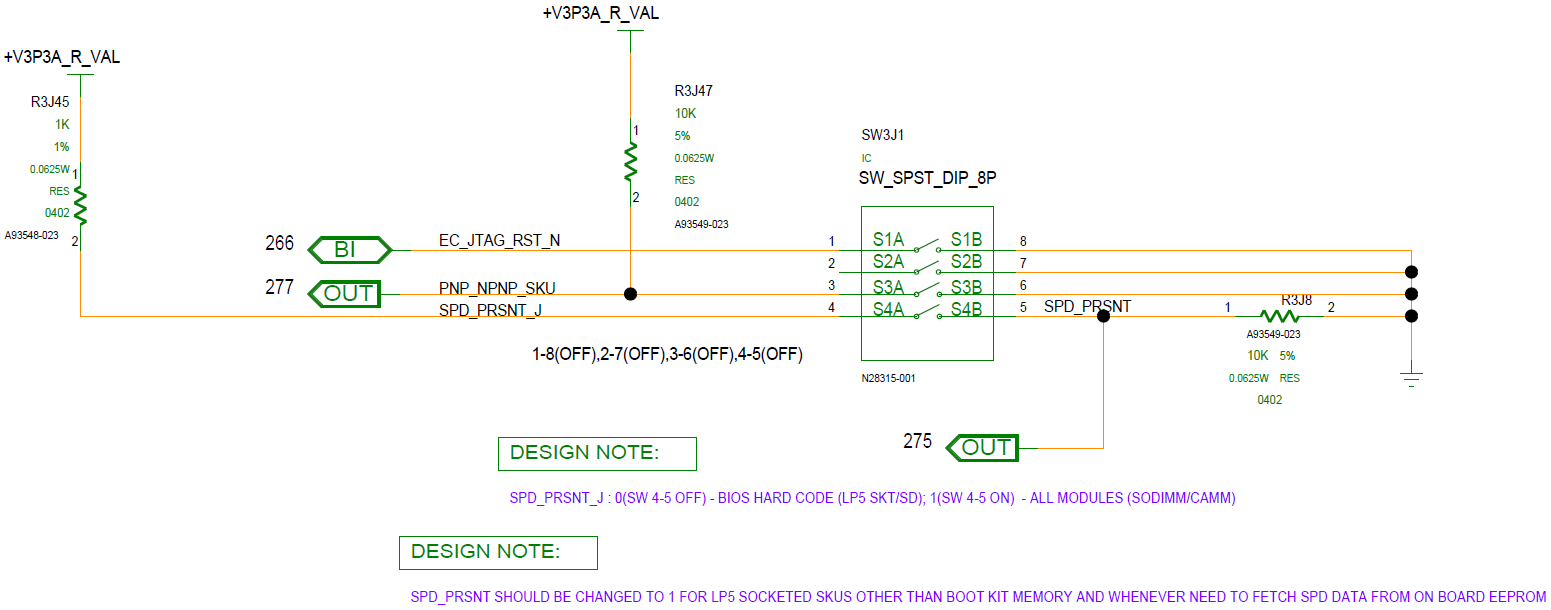 +V3P3A_R_VAL
+V3P3A_R_VAL
R3J45
1K
1%
0.0625W
RES
0402
A93548-023
1
2
R3J47
10K
5%
0.0625W
RES
0402
A93549-023
1
2
SW3J1
IC
SW_SPST_DIP_8P
266 BI EC_JTAG_RST_N 1 S1A S1B 8
2 S2A S2B 7
277 OUT PNP_NPNP_SKU 3 S3A S3B 6
SPD_PRSNT_J 4 S4A S4B 5 SPD_PRSNT 1 R3J8 2
A93549-023
10K 5%
0.0625W RES
0402
1-8(OFF),2-7(OFF),3-6(OFF),4-5(OFF)
N28315-001
275 OUT
DESIGN NOTE:
SPD_PRSNT_J : 0(SW 4-5 OFF) - BIOS HARD CODE (LP5 SKT/SD); 1(SW 4-5 ON) - ALL MODULES (SODIMM/CAMM)
DESIGN NOTE:
SPD_PRSNT SHOULD BE CHANGED TO 1 FOR LP5 SOCKETED SKUS OTHER THAN BOOT KIT MEMORY AND WHENEVER NEED TO FETCH SPD DATA FROM ON BOARD EEPROM